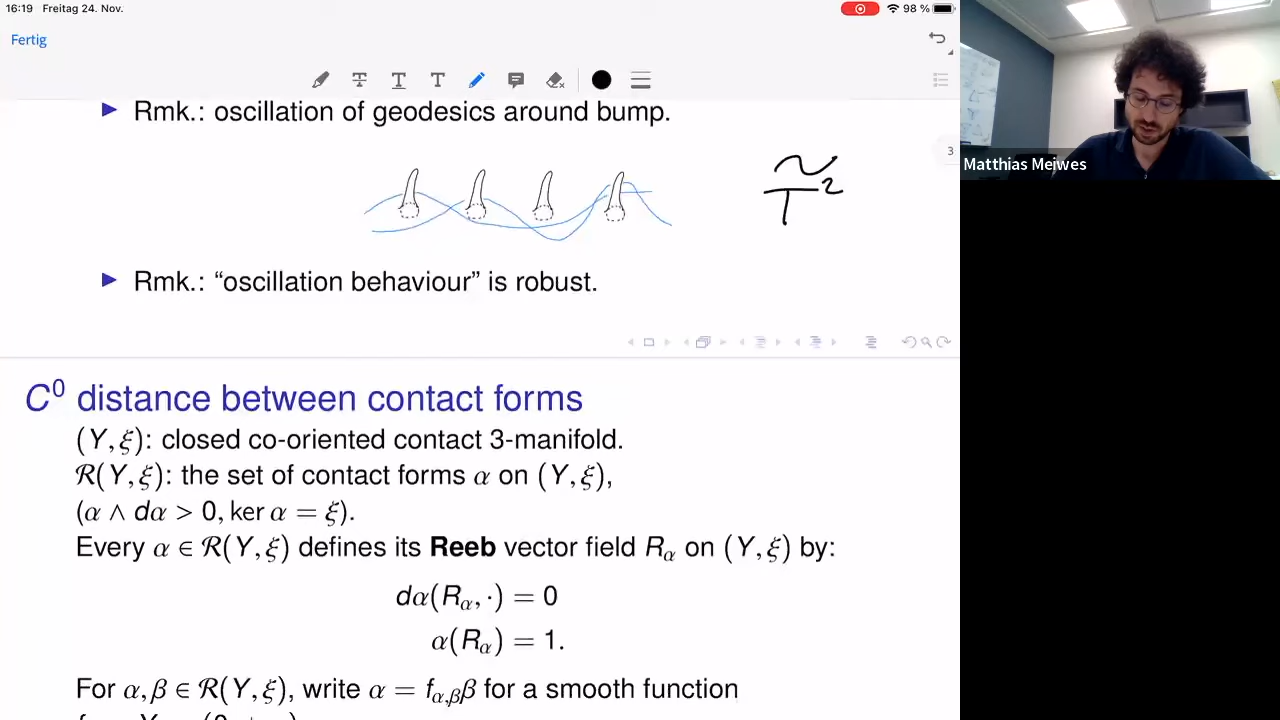 16:19 Freitag 24. Nov.
98 %
Fertig
▶ Rmk.: oscillation of geodesics around bump.
3
Matthias Meiwes
T̃²
▶ Rmk.: “oscillation behaviour” is robust.
C⁰ distance between contact forms
(Y, ξ): closed co-oriented contact 3-manifold.
ℛ(Y, ξ): the set of contact forms α on (Y, ξ),
(α ∧ dα > 0, ker α = ξ).
Every α ∈ ℛ(Y, ξ) defines its Reeb vector field R_α on (Y, ξ) by:
dα(R_α, ·) = 0
α(R_α) = 1.
For α, β ∈ ℛ(Y, ξ), write α = f_{α,β}β for a smooth function